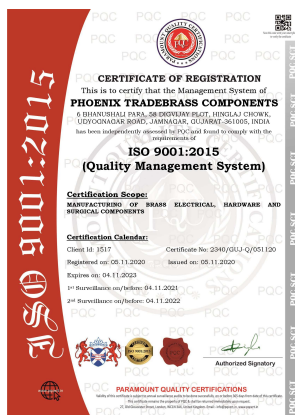 CERTIFICATE OF REGISTRATION
This is to certify that the Management System of
PHOENIX TRADEBRASS COMPONENTS
6 BHANUSHALI PARA, 58 DIGVIJAY PLOT, HINGLAJ CHOWK,
UDYOGNAGAR ROAD, JAMNAGAR, GUJARAT-361005, INDIA
has been independently assessed by PQC and found to comply with the
requirements of
ISO 9001:2015
(Quality Management System)
Certification Scope:
MANUFACTURING OF BRASS ELECTRICAL, HARDWARE AND
SURGICAL COMPONENTS
Certification Calendar:
Client Id: 1517
Certificate No: 2340/GUJ-Q/051120
Registered on: 05.11.2020
Issued on: 05.11.2020
Expires on: 04.11.2023
1st Surveillance on/before: 04.11.2021
2nd Surveillance on/before: 04.11.2022
Authorized Signatory
PARAMOUNT QUALITY CERTIFICATIONS
ISO 9001:2015
PARAMOUNT QUALITY CERTIFICATIONS